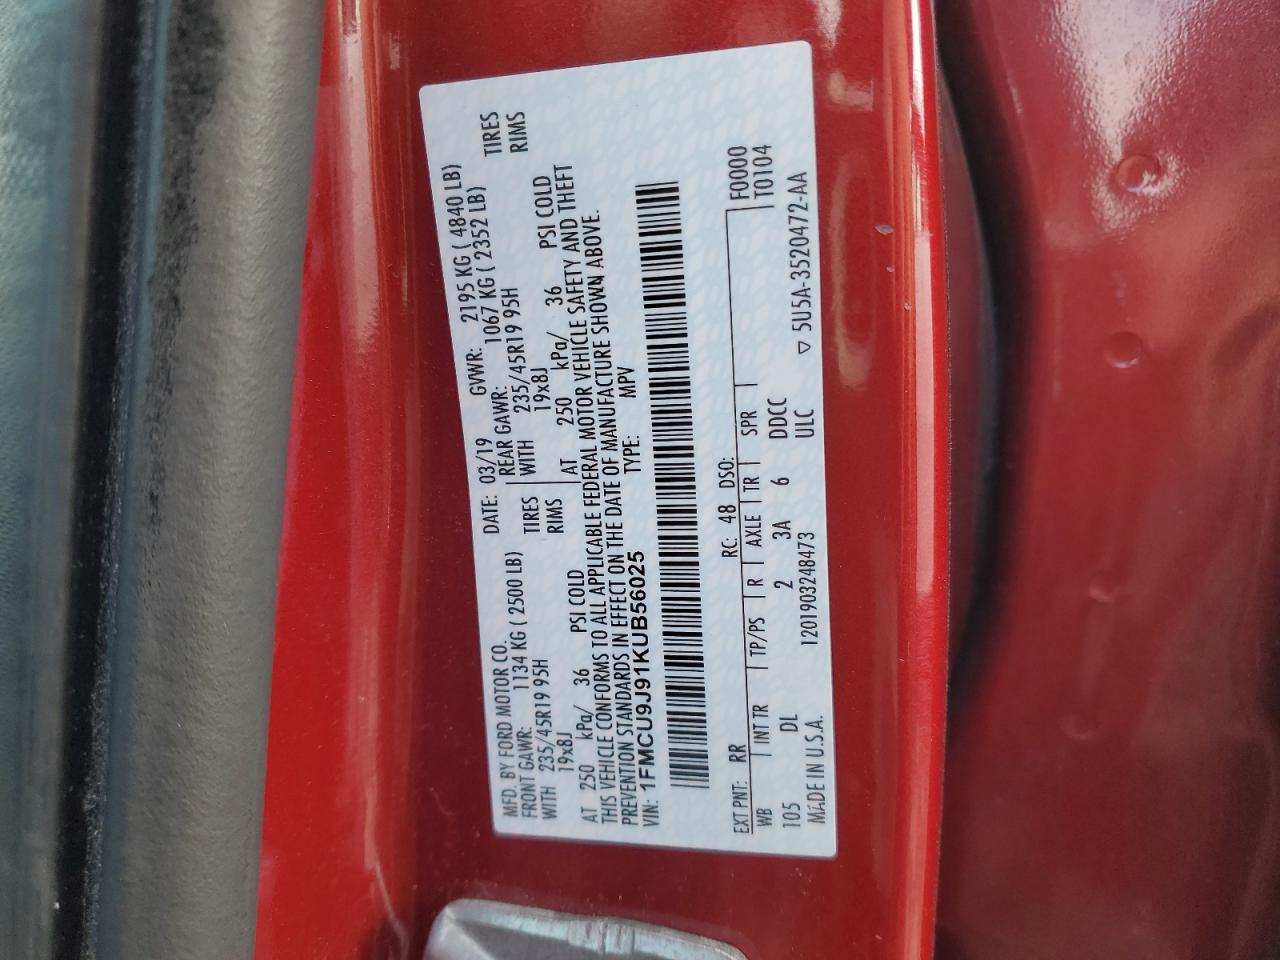 MFD. BY FORD MOTOR CO. DATE: 03/19 GVWR: 2195 KG ( 4840 LB)
FRONT GAWR: 1134 KG ( 2500 LB) REAR GAWR: 1067 KG ( 2352 LB)
WITH 235/45R19 95H TIRES WITH 235/45R19 95H TIRES
19x8J RIMS 19x8J RIMS
AT 250 kPa/ 36 PSI COLD AT 250 kPa/ 36 PSI COLD
THIS VEHICLE CONFORMS TO ALL APPLICABLE FEDERAL MOTOR VEHICLE SAFETY AND THEFT
PREVENTION STANDARDS IN EFFECT ON THE DATE OF MANUFACTURE SHOWN ABOVE.
VIN: 1FMCU9J91KUB56025 TYPE: MPV
EXT PNT: RR RC: 48 DSO: F0000
WB INT TR TP/PS R AXLE TR SPR T0104
105 DL 2 3A 6 DDCC
MADE IN U.S.A. 1201903248473 ULC ▽ 5U5A-3520472-AA